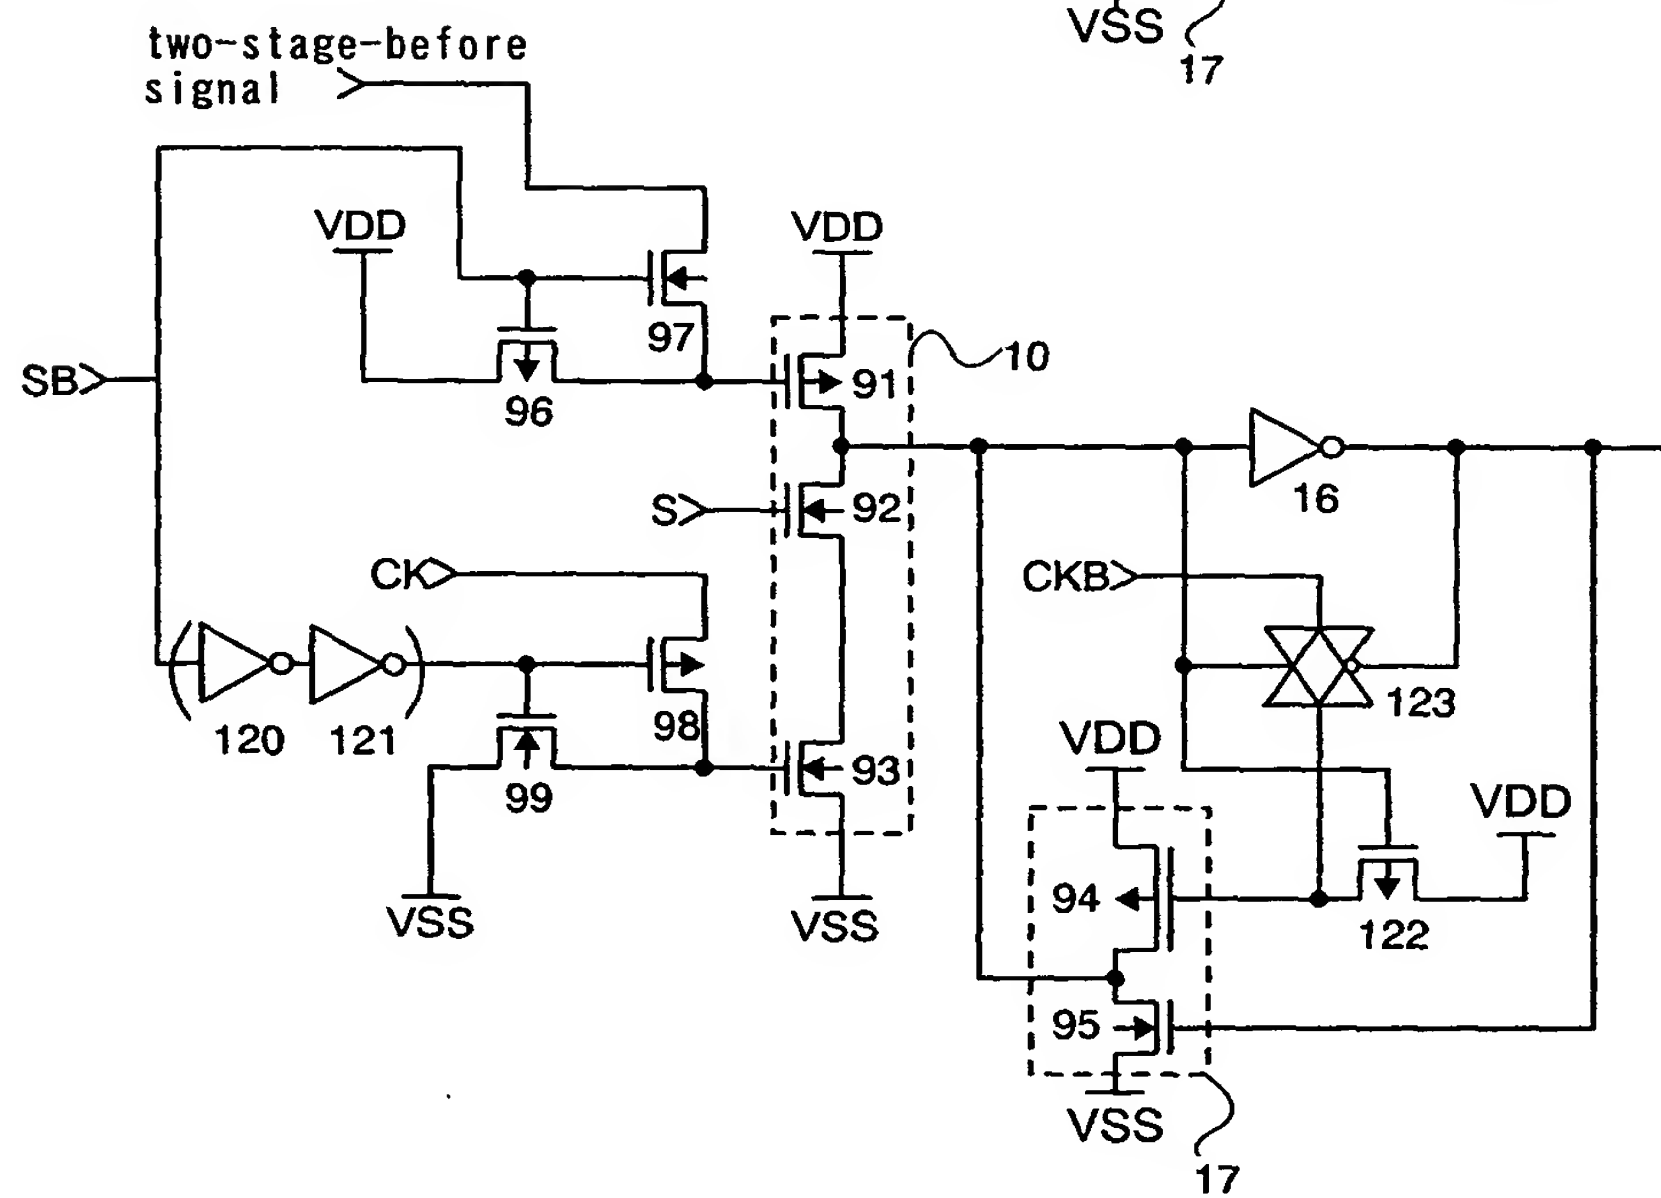 VSS
17
two-stage-before
signal
VDD
VDD
97
10
SB
91
96
16
S
92
CK
CKB
120
121
98
123
VDD
93
99
VDD
94
122
VSS
VSS
95
VSS
17